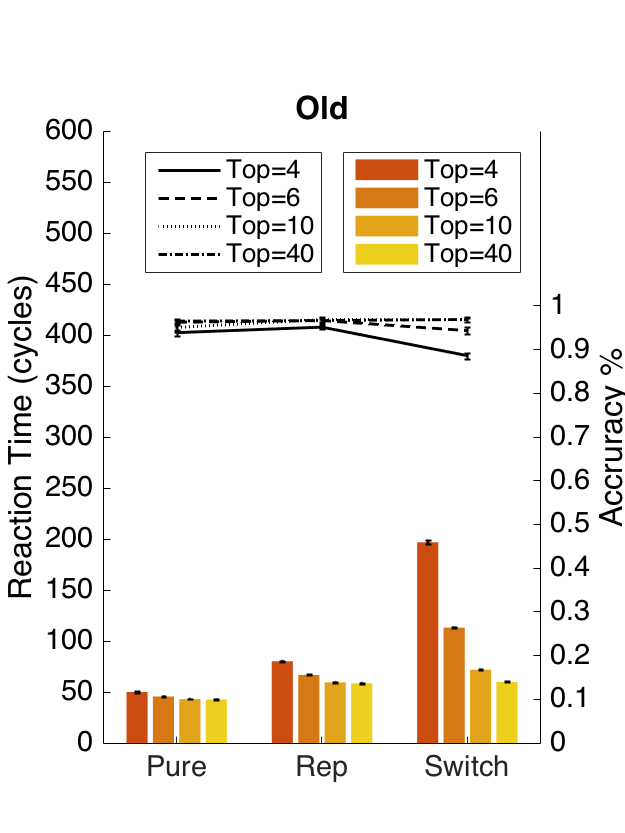 Old
600
550
500
450
400
350
300
250
200
150
100
50
0
Reaction Time (cycles)
Top=4
Top=6
Top=10
Top=40
Top=4
Top=6
Top=10
Top=40
1
0.9
0.8
0.7
0.6
0.5
0.4
0.3
0.2
0.1
0
Accruracy %
Pure
Rep
Switch